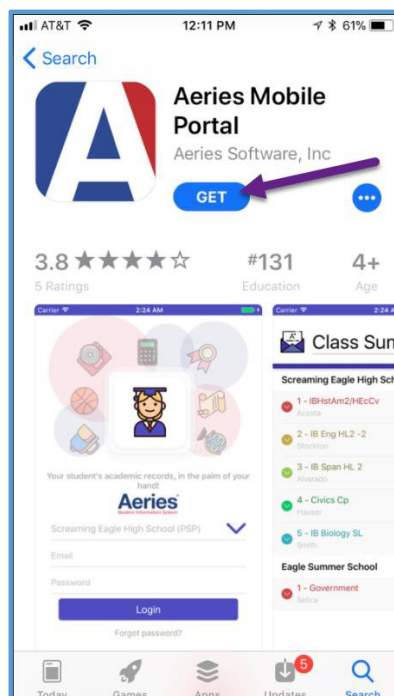 AT&T 12:11 PM 61%
Search
Aeries Mobile
Portal
Aeries Software, Inc
GET
3.8 #131 4+
5 Ratings Education Age
Carrier 2:24 AM
Your student's academic records, in the palm of your
hand!
Aeries
Student Information System
Screaming Eagle High School (PSP)
Email
Password
Login
Forgot password?
Carrier 2:24 A
Class Sum
Screaming Eagle High Sch
1 - IBHstAm2/HEcCv
Acosta
2 - IB Eng HL2 -2
Stockton
3 - IB Span HL 2
Alvarado
4 - Civics Cp
Hauser
5 - IB Biology SL
Smith
Eagle Summer School
1 - Government
5
Today Games Apps Updates Search